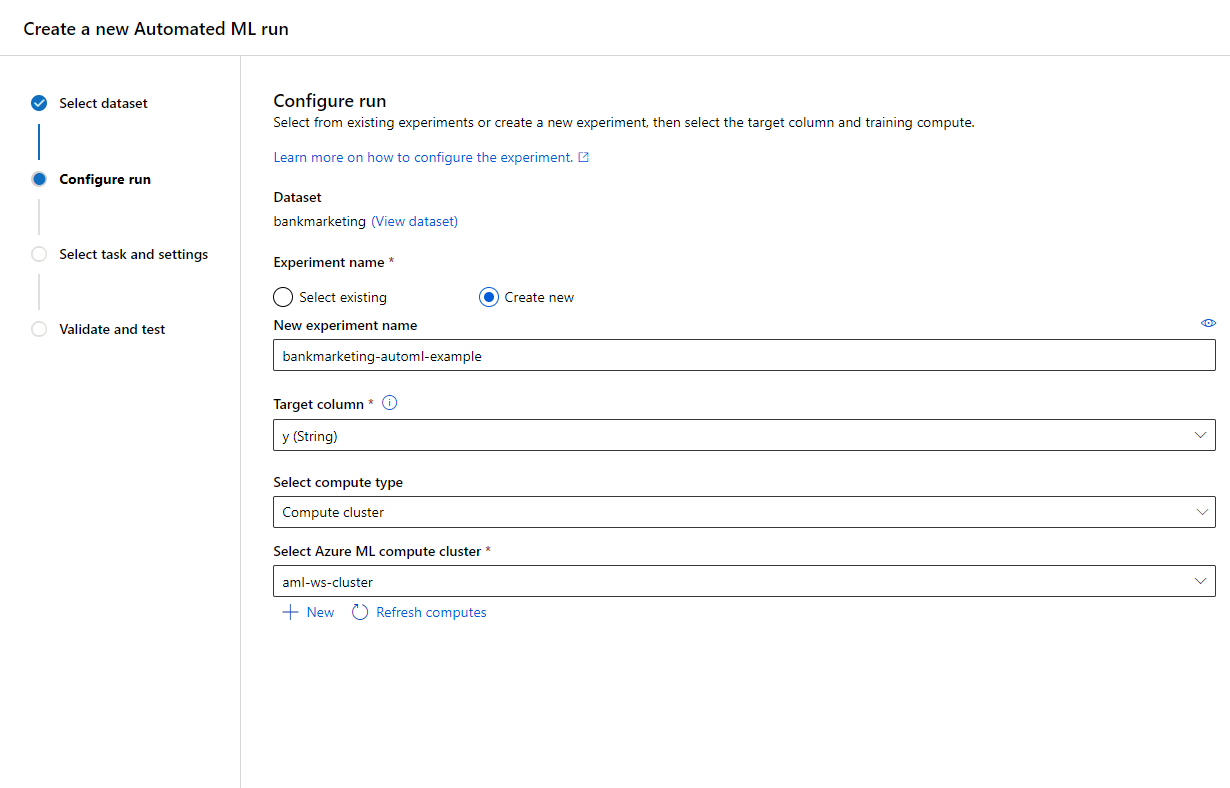 Create a new Automated ML run
Select dataset
Configure run
Select task and settings
Validate and test
Configure run
Select from existing experiments or create a new experiment, then select the target column and training compute.
Learn more on how to configure the experiment.
Dataset
bankmarketing (View dataset)
Experiment name *
Select existing
Create new
New experiment name
bankmarketing-automl-example
Target column *
y (String)
Select compute type
Compute cluster
Select Azure ML compute cluster *
aml-ws-cluster
New Refresh computes